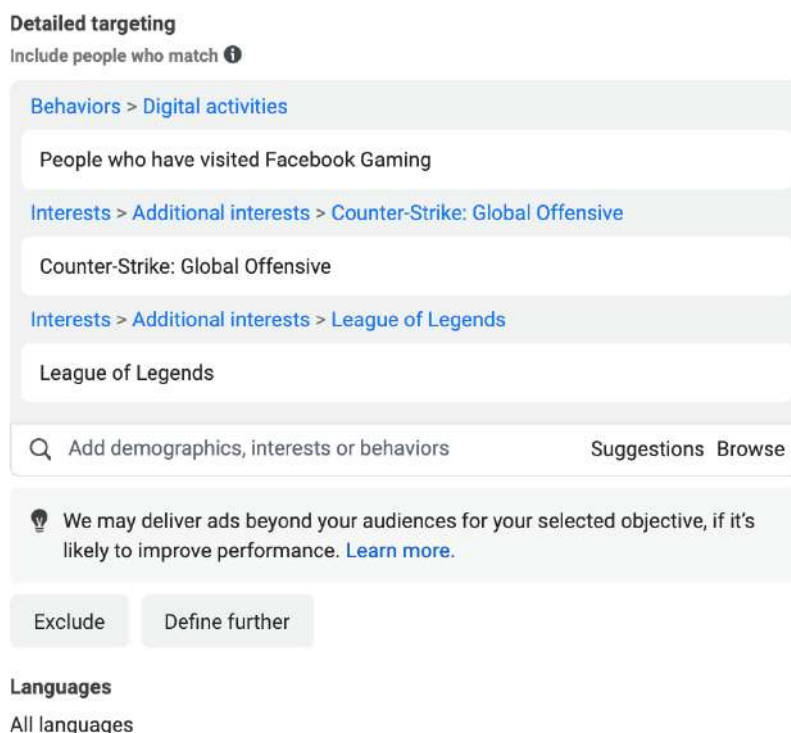 Detailed targeting
Include people who match
Behaviors > Digital activities
People who have visited Facebook Gaming
Interests > Additional interests > Counter-Strike: Global Offensive
Counter-Strike: Global Offensive
Interests > Additional interests > League of Legends
League of Legends
Add demographics, interests or behaviors Suggestions Browse
We may deliver ads beyond your audiences for your selected objective, if it's
likely to improve performance. Learn more.
Exclude Define further
Languages
All languages